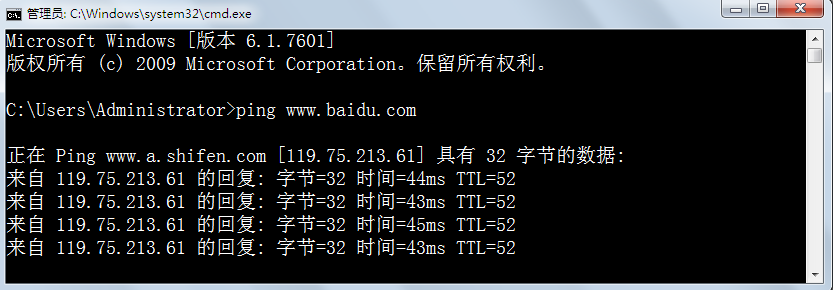 管理员: C:\Windows\system32\cmd.exe
Microsoft Windows [版本 6.1.7601]
版权所有 (c) 2009 Microsoft Corporation。保留所有权利。
C:\Users\Administrator>ping www.baidu.com
正在 Ping www.a.shifen.com [119.75.213.61] 具有 32 字节的数据:
来自 119.75.213.61 的回复: 字节=32 时间=44ms TTL=52
来自 119.75.213.61 的回复: 字节=32 时间=43ms TTL=52
来自 119.75.213.61 的回复: 字节=32 时间=45ms TTL=52
来自 119.75.213.61 的回复: 字节=32 时间=43ms TTL=52